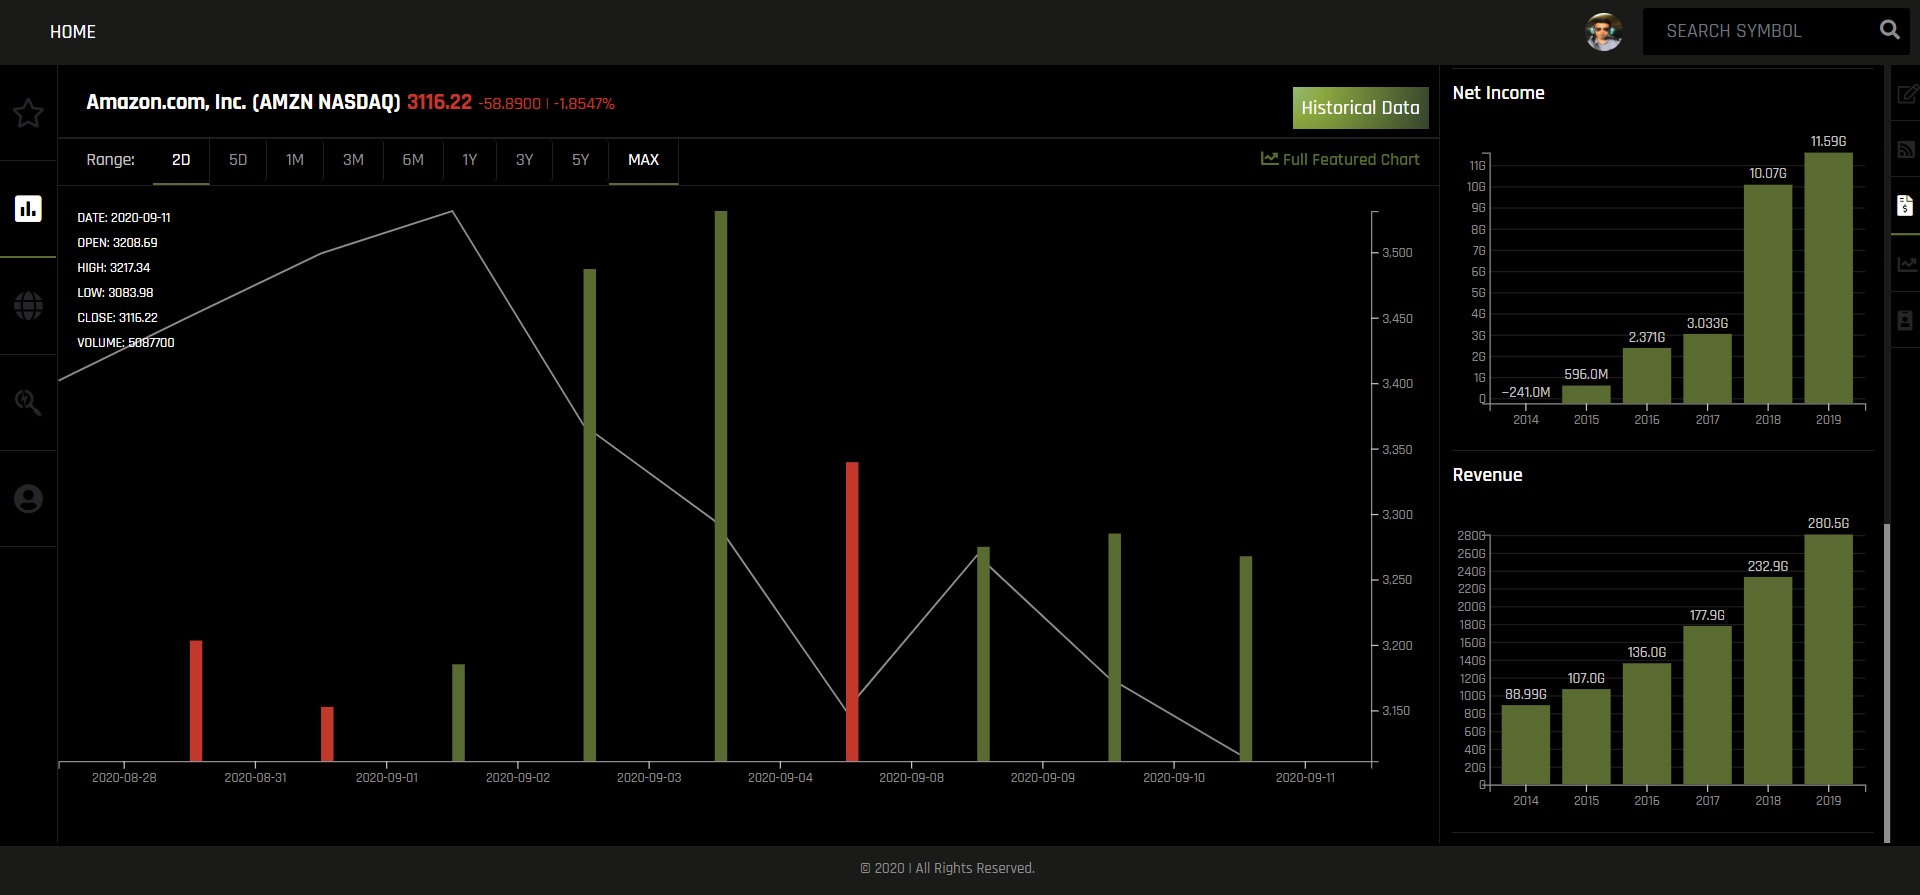 HOME
SEARCH SYMBOL
Amazon.com, Inc. (AMZN NASDAQ) 3116.22 -58.8900 | -1.8547%
Historical Data
Range: 2D 5D 1M 3M 6M 1Y 3Y 5Y MAX
Full Featured Chart
DATE: 2020-09-11
OPEN: 3208.69
HIGH: 3217.34
LOW: 3083.98
CLOSE: 3116.22
VOLUME: 5087700
3,500
3,450
3,400
3,350
3,300
3,250
3,200
3,150
2020-08-28 2020-08-31 2020-09-01 2020-09-02 2020-09-03 2020-09-04 2020-09-08 2020-09-09 2020-09-10 2020-09-11
Net Income
11.59G
10.07G
3.033G
2.371G
596.0M
−241.0M
11G
10G
9G
8G
7G
6G
5G
4G
3G
2G
1G
0
2014 2015 2016 2017 2018 2019
Revenue
280.5G
232.9G
177.9G
136.0G
107.0G
88.99G
280G
260G
240G
220G
200G
180G
160G
140G
120G
100G
80G
60G
40G
20G
0
2014 2015 2016 2017 2018 2019
© 2020 | All Rights Reserved.